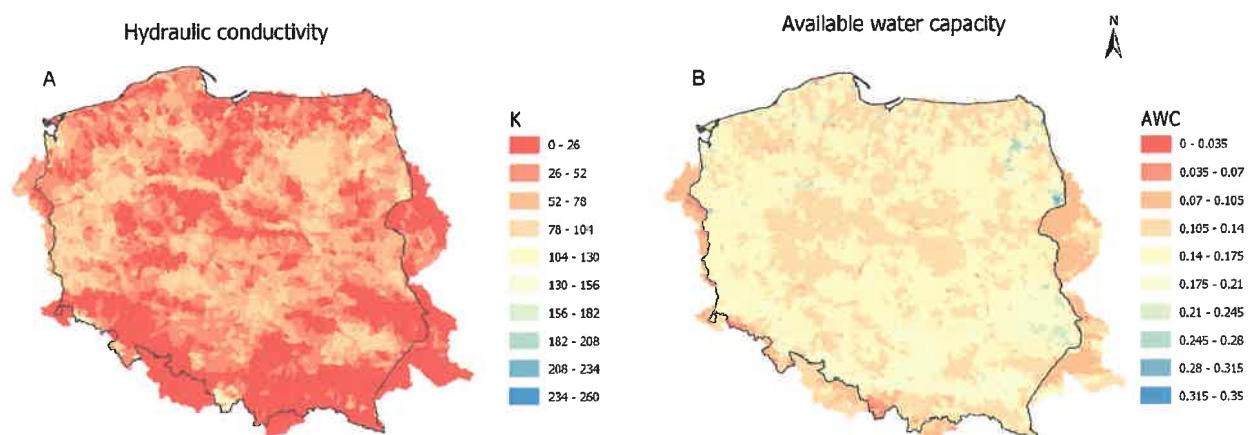 Hydraulic conductivity
A
K
0 - 26
26 - 52
52 - 78
78 - 104
104 - 130
130 - 156
156 - 182
182 - 208
208 - 234
234 - 260
Available water capacity
N
B
AWC
0 - 0.035
0.035 - 0.07
0.07 - 0.105
0.105 - 0.14
0.14 - 0.175
0.175 - 0.21
0.21 - 0.245
0.245 - 0.28
0.28 - 0.315
0.315 - 0.35